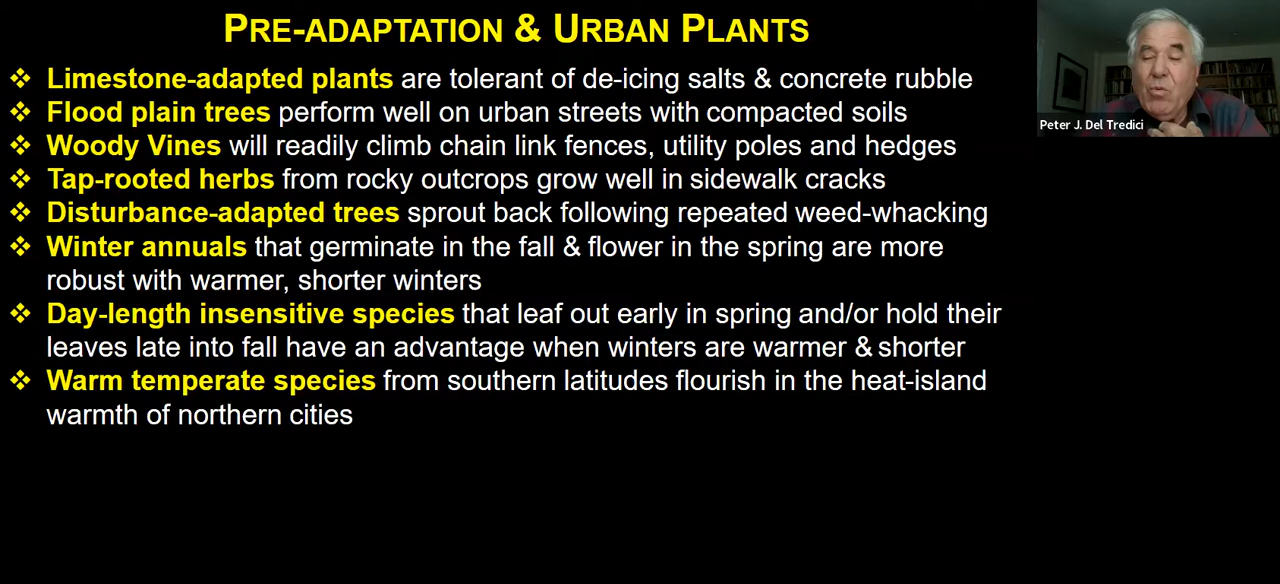 PRE-ADAPTATION & URBAN PLANTS
❖ Limestone-adapted plants are tolerant of de-icing salts & concrete rubble
❖ Flood plain trees perform well on urban streets with compacted soils
❖ Woody Vines will readily climb chain link fences, utility poles and hedges
❖ Tap-rooted herbs from rocky outcrops grow well in sidewalk cracks
❖ Disturbance-adapted trees sprout back following repeated weed-whacking
❖ Winter annuals that germinate in the fall & flower in the spring are more
robust with warmer, shorter winters
❖ Day-length insensitive species that leaf out early in spring and/or hold their
leaves late into fall have an advantage when winters are warmer & shorter
❖ Warm temperate species from southern latitudes flourish in the heat-island
warmth of northern cities
Peter J. Del Tredici